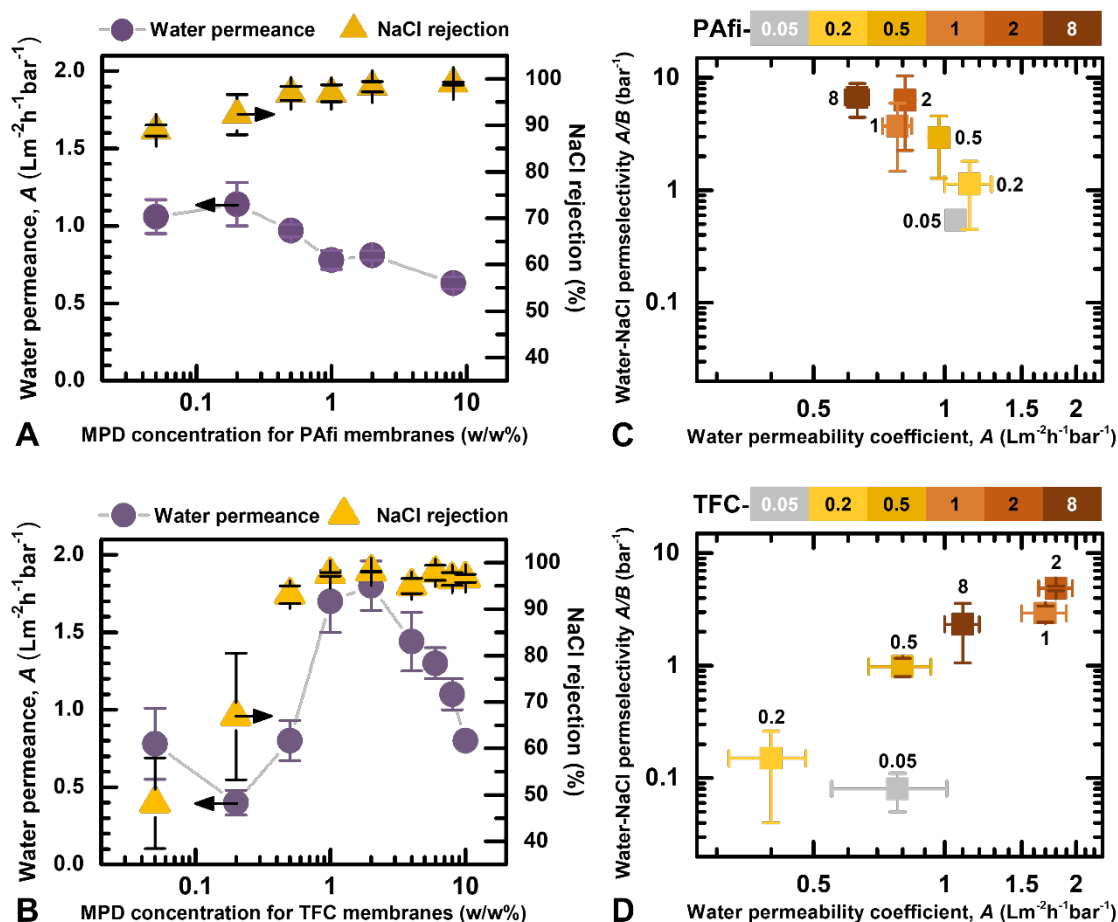 Water permeance NaCl rejection
Water permeance, A (Lm⁻²h⁻¹bar⁻¹)
2.0
1.5
1.0
0.5
0.0
100
90
80
70
60
50
40
NaCl rejection (%)
0.1 1 10
A MPD concentration for PAfi membranes (w/w%)
PAfi- 0.05 0.2 0.5 1 2 8
Water-NaCl permselectivity A/B (bar⁻¹)
10
1
0.1
8
2
1
0.5
0.2
0.05
0.5 1 1.5 2
C Water permeability coefficient, A (Lm⁻²h⁻¹bar⁻¹)
Water permeance NaCl rejection
Water permeance, A (Lm⁻²h⁻¹bar⁻¹)
2.0
1.5
1.0
0.5
0.0
100
90
80
70
60
50
40
NaCl rejection (%)
0.1 1 10
B MPD concentration for TFC membranes (w/w%)
TFC- 0.05 0.2 0.5 1 2 8
Water-NaCl permselectivity A/B (bar⁻¹)
10
1
0.1
2
8
1
0.5
0.2
0.05
0.5 1 1.5 2
D Water permeability coefficient, A (Lm⁻²h⁻¹bar⁻¹)